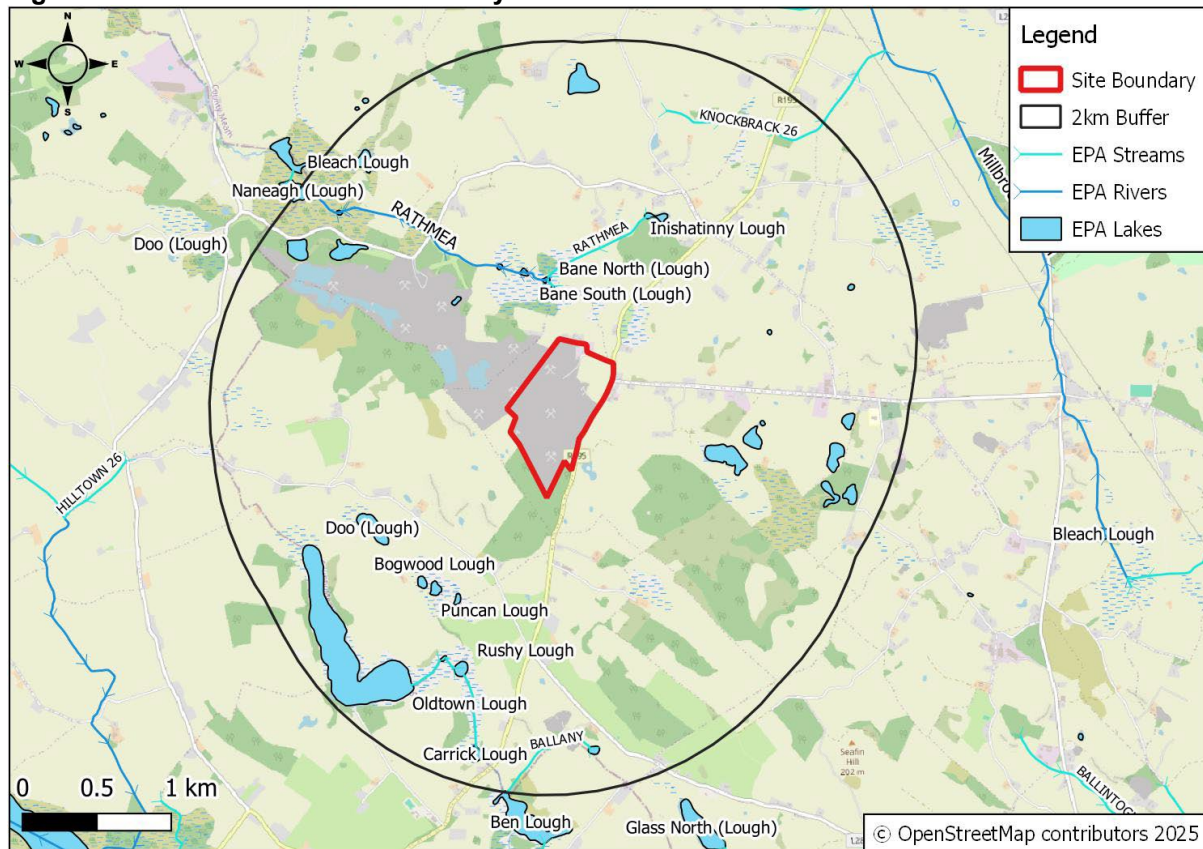 N
W
E
S
L2
R195
KNOCKBRACK 26
Legend
Site Boundary
2km Buffer
EPA Streams
EPA Rivers
EPA Lakes
County Meath
Bleach Lough
Naneagh (Lough)
RATHMEA
Doo (Lough)
RATHMEA
Inishatinny Lough
Bane North (Lough)
Bane South (Lough)
HILLTOWN 26
Doo (Lough)
Bogwood Lough
Puncan Lough
Rushy Lough
Oldtown Lough
Carrick Lough
BALLANY
Bleach Lough
Seafin
Hill
202 m
0 0.5 1 km
Ben Lough
Glass North (Lough)
© OpenStreetMap contributors 2025